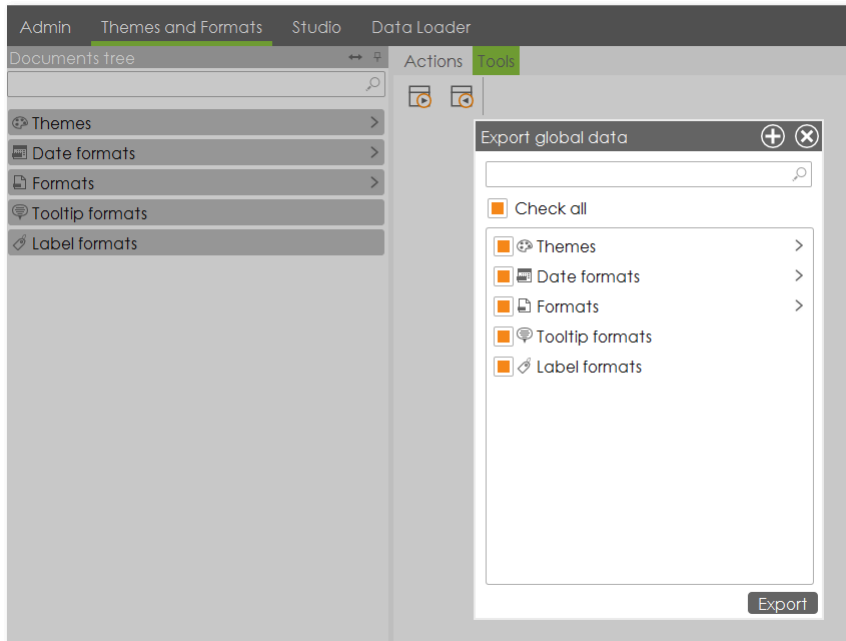 Admin Themes and Formats Studio Data Loader
Documents tree
Actions Tools
Themes
Date formats
Formats
Tooltip formats
Label formats
Export global data
Check all
Themes
Date formats
Formats
Tooltip formats
Label formats
Export